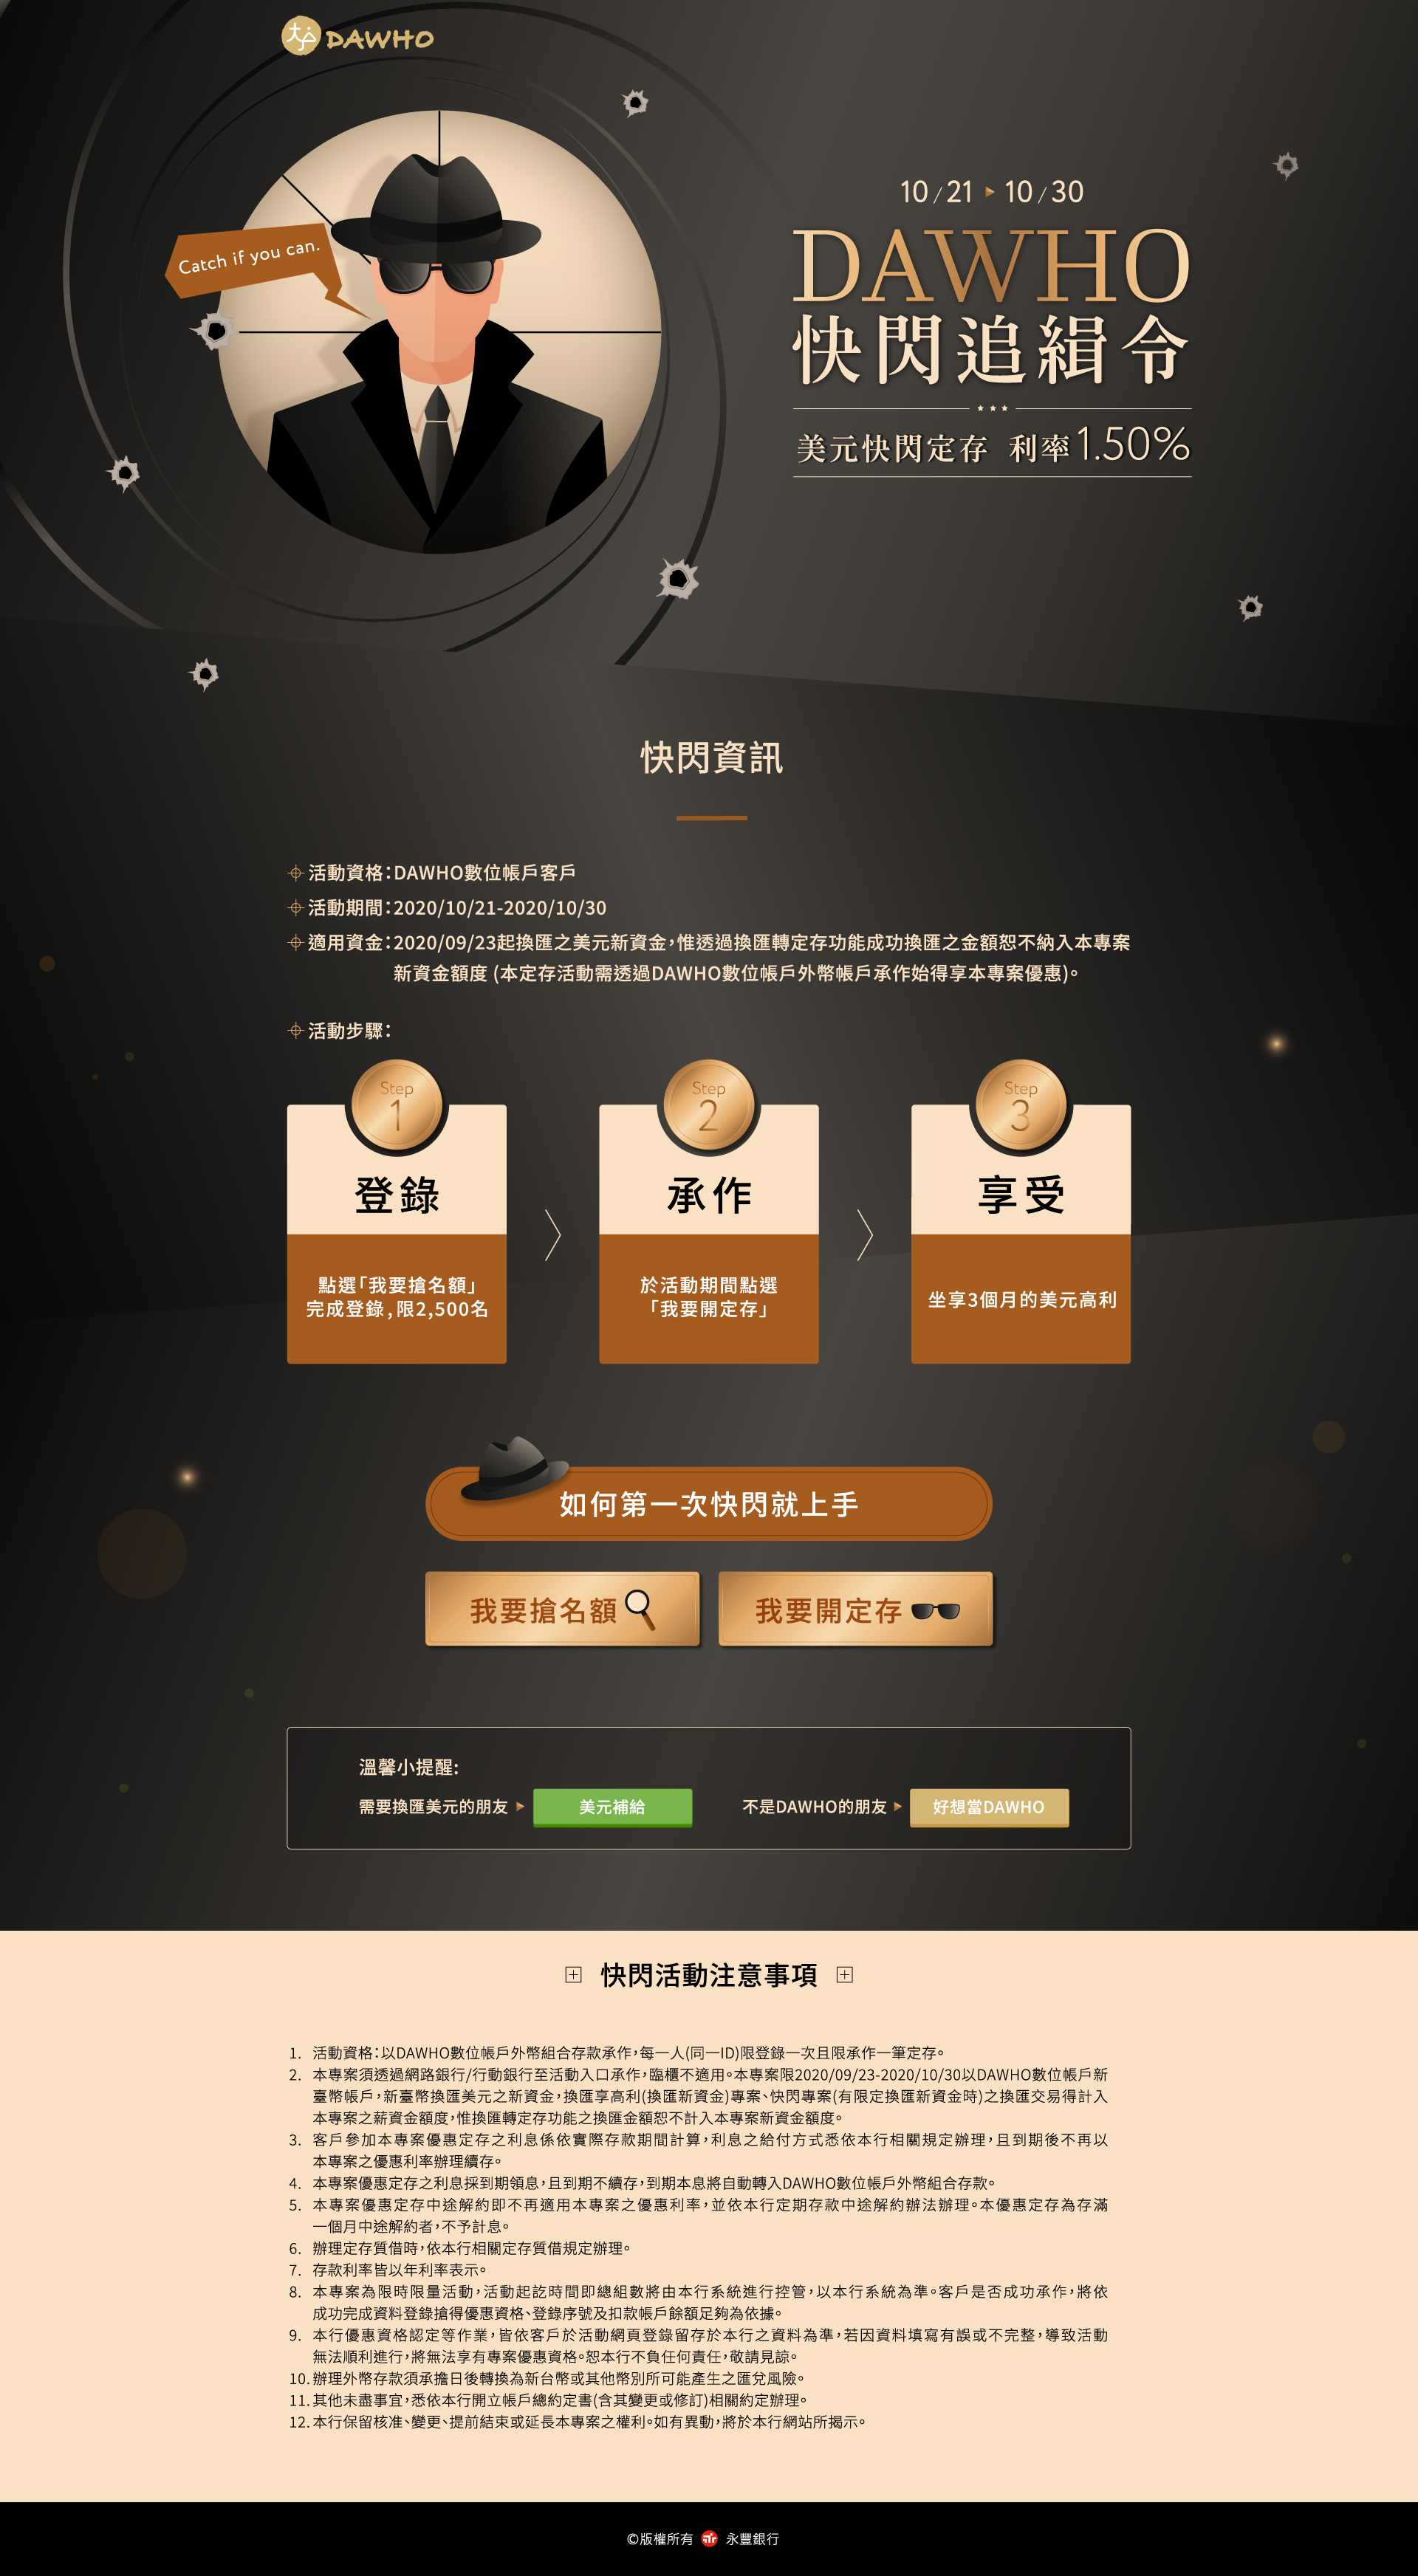 大戶 DAWHO
Catch if you can.
10/21 ▸ 10/30
DAWHO
快閃追緝令
美元快閃定存 利率1.50%
快閃資訊
活動資格：DAWHO數位帳戶客戶
活動期間：2020/10/21-2020/10/30
適用資金：2020/09/23起換匯之美元新資金，惟透過換匯轉定存功能成功換匯之金額恕不納入本專案
新資金額度 (本定存活動需透過DAWHO數位帳戶外幣帳戶承作始得享本專案優惠)。
活動步驟：
Step
1
登錄
點選「我要搶名額」
完成登錄，限2,500名
Step
2
承作
於活動期間點選
「我要開定存」
Step
3
享受
坐享3個月的美元高利
如何第一次快閃就上手
我要搶名額
我要開定存
溫馨小提醒:
需要換匯美元的朋友 ▸ 美元補給
不是DAWHO的朋友 ▸ 好想當DAWHO
快閃活動注意事項
1. 活動資格：以DAWHO數位帳戶外幣組合存款承作，每一人(同一ID)限登錄一次且限承作一筆定存。
2. 本專案須透過網路銀行/行動銀行至活動入口承作，臨櫃不適用。本專案限2020/09/23-2020/10/30以DAWHO數位帳戶新
臺幣帳戶，新臺幣換匯美元之新資金，換匯享高利(換匯新資金)專案、快閃專案(有限定換匯新資金時)之換匯交易得計入
本專案之薪資金額度，惟換匯轉定存功能之換匯金額恕不計入本專案新資金額度。
3. 客戶參加本專案優惠定存之利息係依實際存款期間計算，利息之給付方式悉依本行相關規定辦理，且到期後不再以
本專案之優惠利率辦理續存。
4. 本專案優惠定存之利息採到期領息，且到期不續存，到期本息將自動轉入DAWHO數位帳戶外幣組合存款。
5. 本專案優惠定存中途解約即不再適用本專案之優惠利率，並依本行定期存款中途解約辦法辦理。本優惠定存為存滿
一個月中途解約者，不予計息。
6. 辦理定存質借時，依本行相關定存質借規定辦理。
7. 存款利率皆以年利率表示。
8. 本專案為限時限量活動，活動起訖時間即總組數將由本行系統進行控管，以本行系統為準。客戶是否成功承作，將依
成功完成資料登錄搶得優惠資格、登錄序號及扣款帳戶餘額足夠為依據。
9. 本行優惠資格認定等作業，皆依客戶於活動網頁登錄留存於本行之資料為準，若因資料填寫有誤或不完整，導致活動
無法順利進行，將無法享有專案優惠資格。恕本行不負任何責任，敬請見諒。
10. 辦理外幣存款須承擔日後轉換為新台幣或其他幣別所可能產生之匯兌風險。
11. 其他未盡事宜，悉依本行開立帳戶總約定書(含其變更或修訂)相關約定辦理。
12. 本行保留核准、變更、提前結束或延長本專案之權利。如有異動，將於本行網站所揭示。
©版權所有 永豐銀行